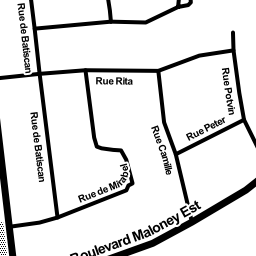 Rue de Batiscan
Rue Rita
Rue Potvin
Rue de Batiscan
Rue Peter
Rue Camille
Rue de Mirabel
Boulevard Maloney Est